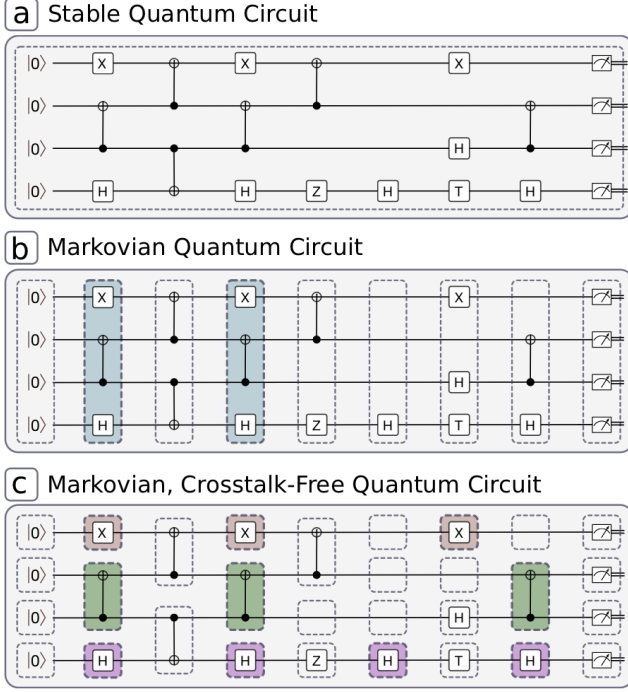 a Stable Quantum Circuit
|0⟩ X X X
|0⟩
|0⟩ H
|0⟩ H H Z H T H
b Markovian Quantum Circuit
|0⟩ X X X
|0⟩
|0⟩ H
|0⟩ H H Z H T H
c Markovian, Crosstalk-Free Quantum Circuit
|0⟩ X X X
|0⟩
|0⟩ H
|0⟩ H H Z H T H